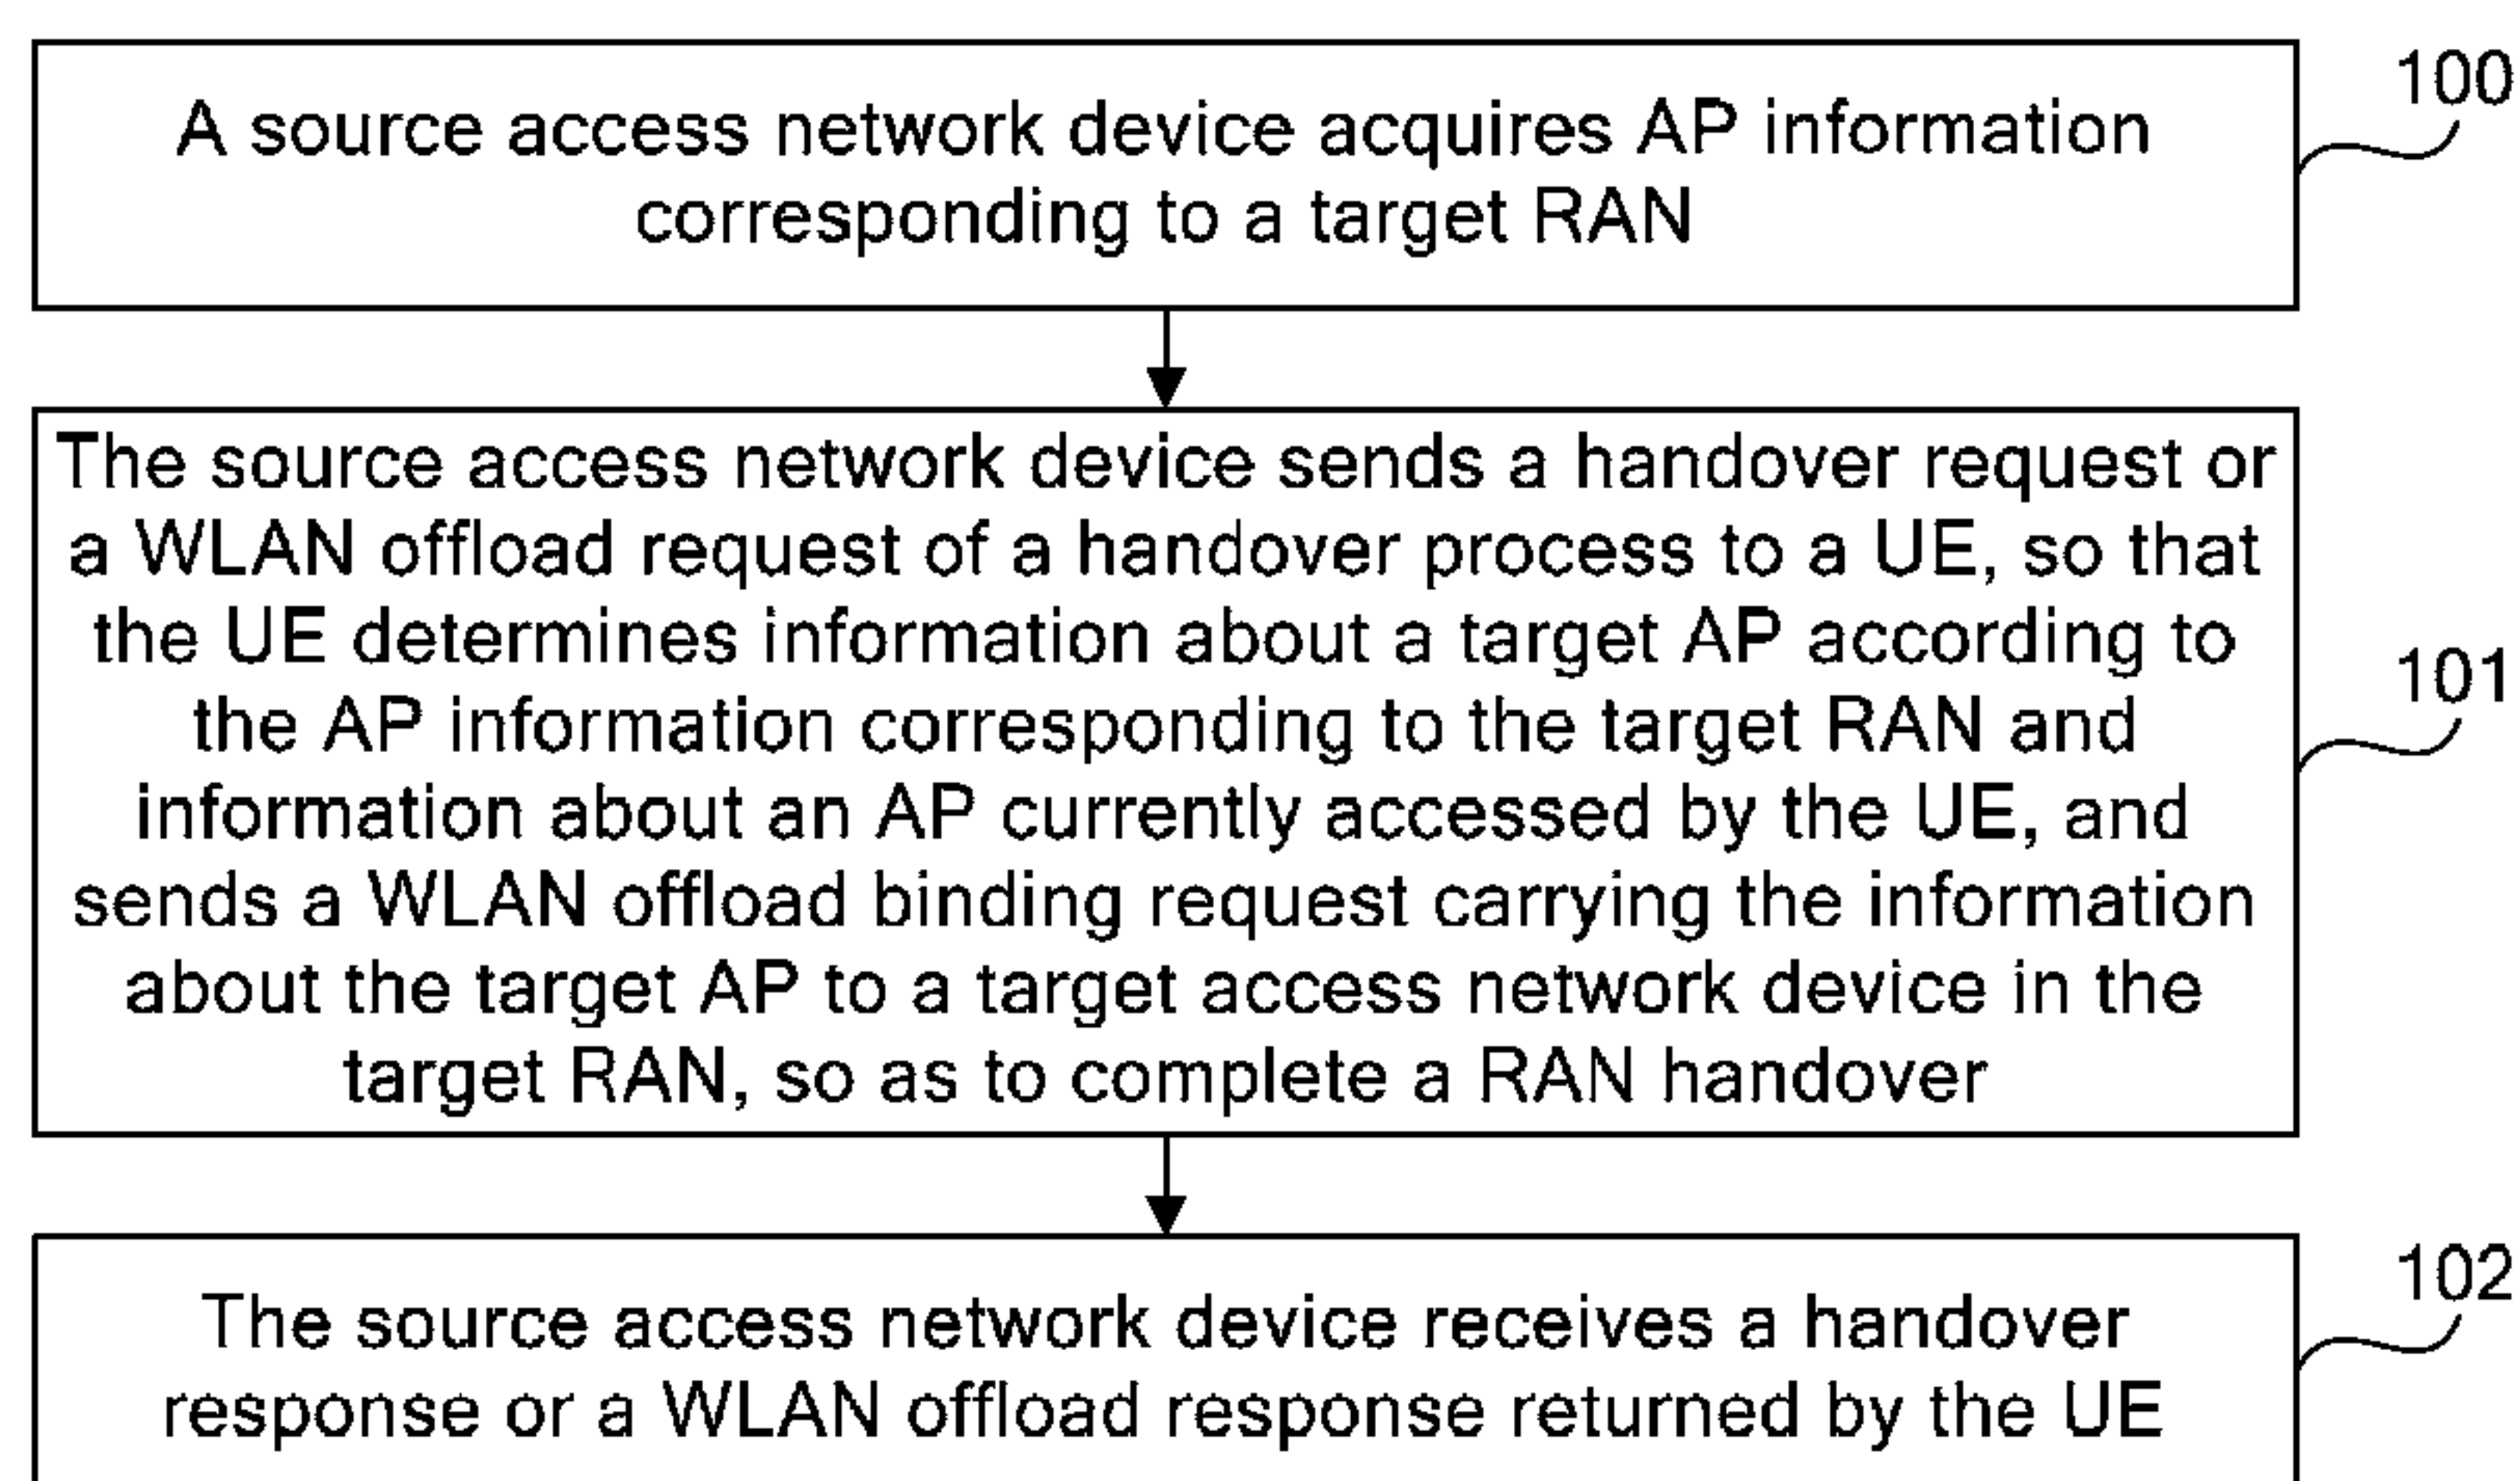 100
A source access network device acquires AP information
corresponding to a target RAN
The source access network device sends a handover request or
a WLAN offload request of a handover process to a UE, so that
the UE determines information about a target AP according to
the AP information corresponding to the target RAN and
information about an AP currently accessed by the UE, and
sends a WLAN offload binding request carrying the information
about the target AP to a target access network device in the
target RAN, so as to complete a RAN handover
101
The source access network device receives a handover
response or a WLAN offload response returned by the UE
102